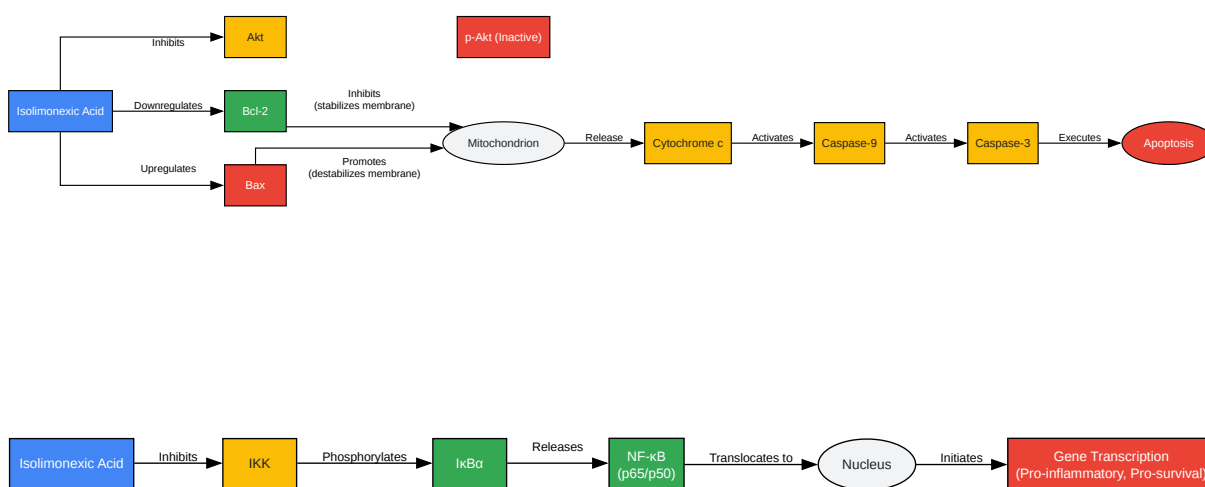 Akt
p-Akt (Inactive)
Inhibits
Isolimonexic Acid
Downregulates
Bcl-2
Inhibits
(stabilizes membrane)
Mitochondrion
Release
Cytochrome c
Activates
Caspase-9
Activates
Caspase-3
Executes
Apoptosis
Upregulates
Bax
Promotes
(destabilizes membrane)
Isolimonexic Acid
Inhibits
IKK
Phosphorylates
IκBα
Releases
NF-κB
(p65/p50)
Translocates to
Nucleus
Initiates
Gene Transcription
(Pro-inflammatory, Pro-survival)